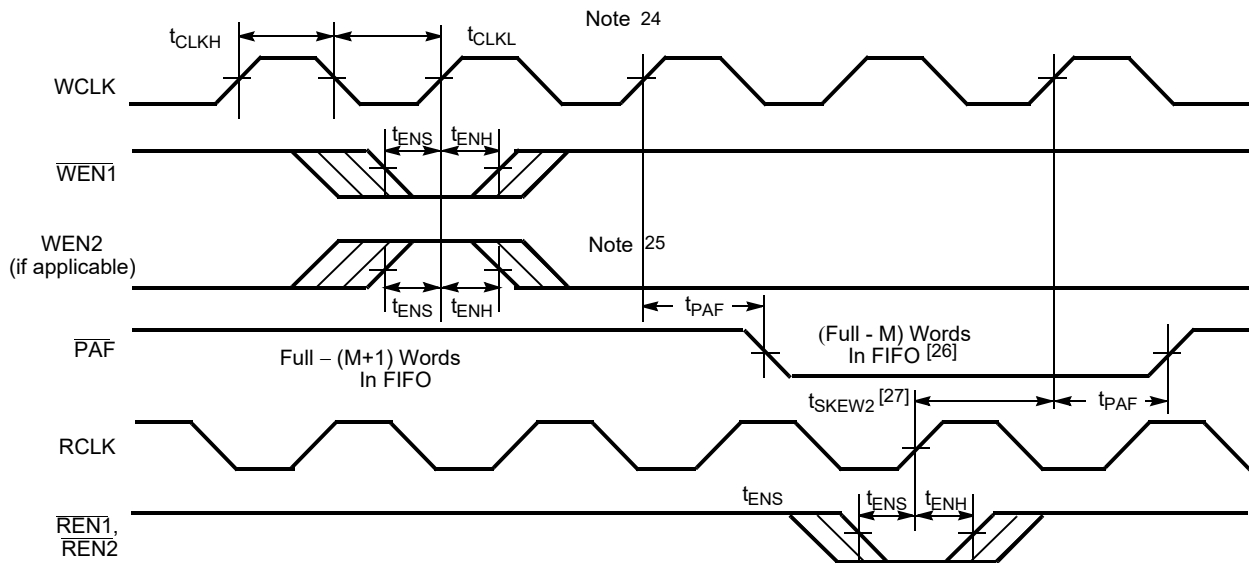 Note 24
tCLKH
tCLKL
WCLK
tENS
tENH
WEN1
WEN2
(if applicable)
Note 25
tENS
tENH
tPAF
PAF
Full – (M+1) Words
In FIFO
(Full - M) Words
In FIFO [26]
tSKEW2 [27]
tPAF
RCLK
tENS
tENS
tENH
REN1,
REN2